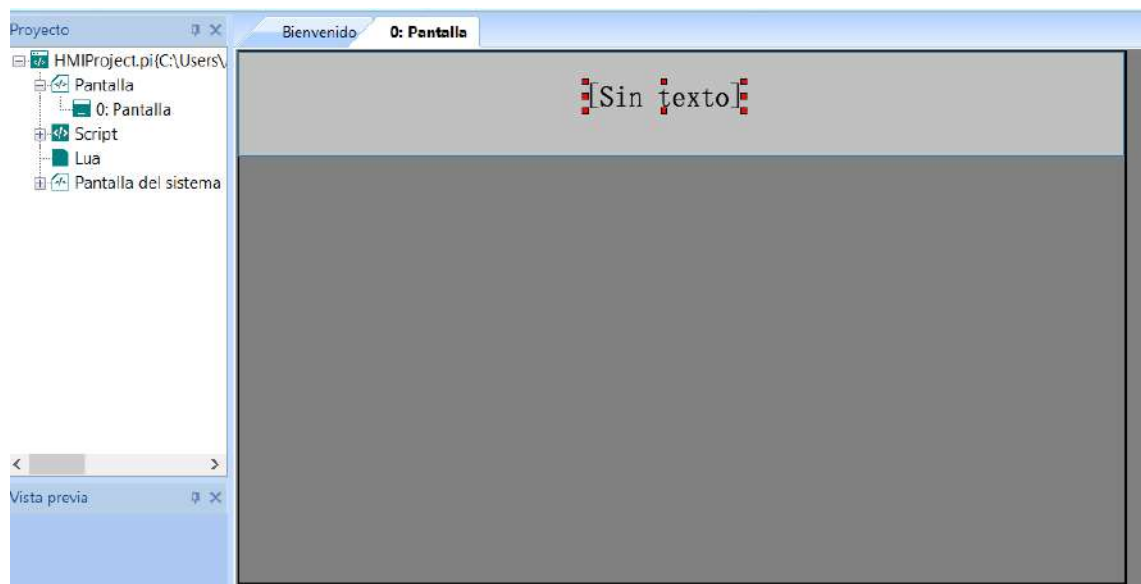 Proyecto
Bienvenido
0: Pantalla
HMIProject.pi{C:\Users\
Pantalla
0: Pantalla
Script
Lua
Pantalla del sistema
[Sin texto]
Vista previa